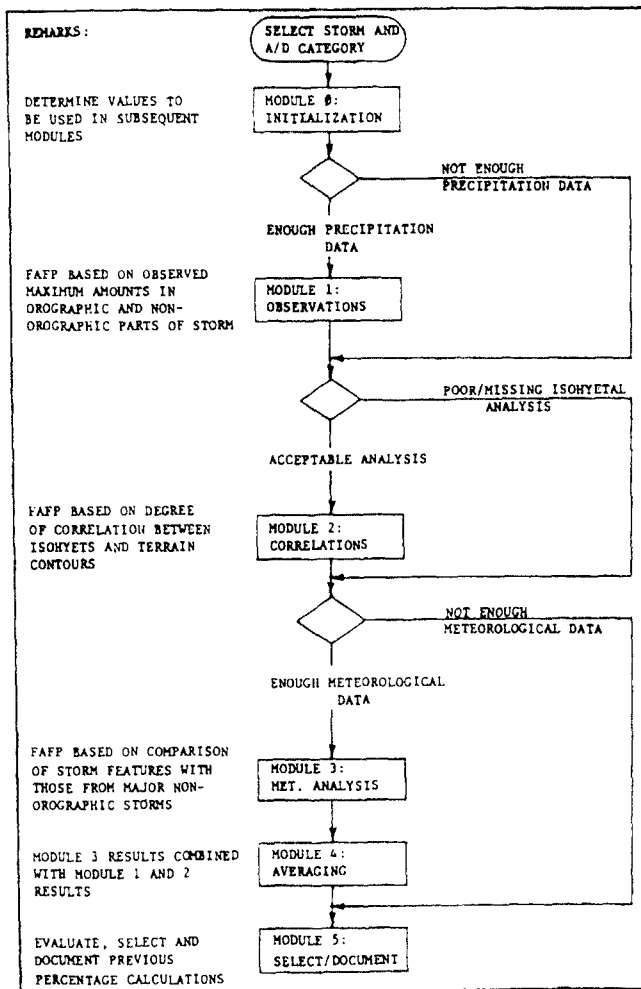 REMARKS:
SELECT STORM AND
A/D CATEGORY
DETERMINE VALUES TO
BE USED IN SUBSEQUENT
MODULES
MODULE 0:
INITIALIZATION
NOT ENOUGH
PRECIPITATION DATA
ENOUGH PRECIPITATION
DATA
FAFP BASED ON OBSERVED
MAXIMUM AMOUNTS IN
OROGRAPHIC AND NON-
OROGRAPHIC PARTS OF STORM
MODULE 1:
OBSERVATIONS
POOR/MISSING ISOHYETAL
ANALYSIS
ACCEPTABLE ANALYSIS
FAFP BASED ON DEGREE
OF CORRELATION BETWEEN
ISOHYETS AND TERRAIN
CONTOURS
MODULE 2:
CORRELATIONS
NOT ENOUGH
METEOROLOGICAL DATA
ENOUGH METEOROLOGICAL
DATA
FAFP BASED ON COMPARISON
OF STORM FEATURES WITH
THOSE FROM MAJOR NON-
OROGRAPHIC STORMS
MODULE 3:
MET. ANALYSIS
MODULE 3 RESULTS COMBINED
WITH MODULE 1 AND 2
RESULTS
MODULE 4:
AVERAGING
EVALUATE, SELECT AND
DOCUMENT PREVIOUS
PERCENTAGE CALCULATIONS
MODULE 5:
SELECT/DOCUMENT